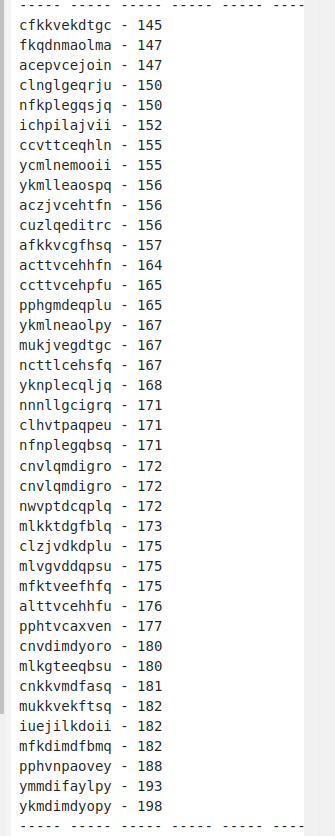 ----- ----- ----- ----- ----- ----
cfkkvekdtgc - 145
fkqdnmaolma - 147
acepvcejoin - 147
clnglgeqrju - 150
nfkplegqsjq - 150
ichpilajvii - 152
ccvttceqhln - 155
ycmlnemooii - 155
ykmlleaospq - 156
aczjvcehtfn - 156
cuzlqeditrc - 156
afkkvcgfhsq - 157
acttvcehhfn - 164
ccttvcehpfu - 165
pphgmdeqplu - 165
ykmlneaolpy - 167
mukjvegdtgc - 167
ncttlcehsfq - 167
yknplecqljq - 168
nnnllgcigrq - 171
clhvtpaqpeu - 171
nfnplegqbsq - 171
cnvlqmdigro - 172
cnvlqmdigro - 172
nwvptdcqplq - 172
mlkktdgfblq - 173
clzjvdkdplu - 175
mlvgvddqpsu - 175
mfktveefhfq - 175
alttvcehhfu - 176
pphtvcaxven - 177
cnvdimdyoro - 180
mlkgteeqbsu - 180
cnkkvmdfasq - 181
mukkvekftsq - 182
iuejilkdoii - 182
mfkdimdfbmq - 182
pphvnpaovey - 188
ymmdifaylpy - 193
ykmdimdyopy - 198
----- ----- ----- ----- ----- ----